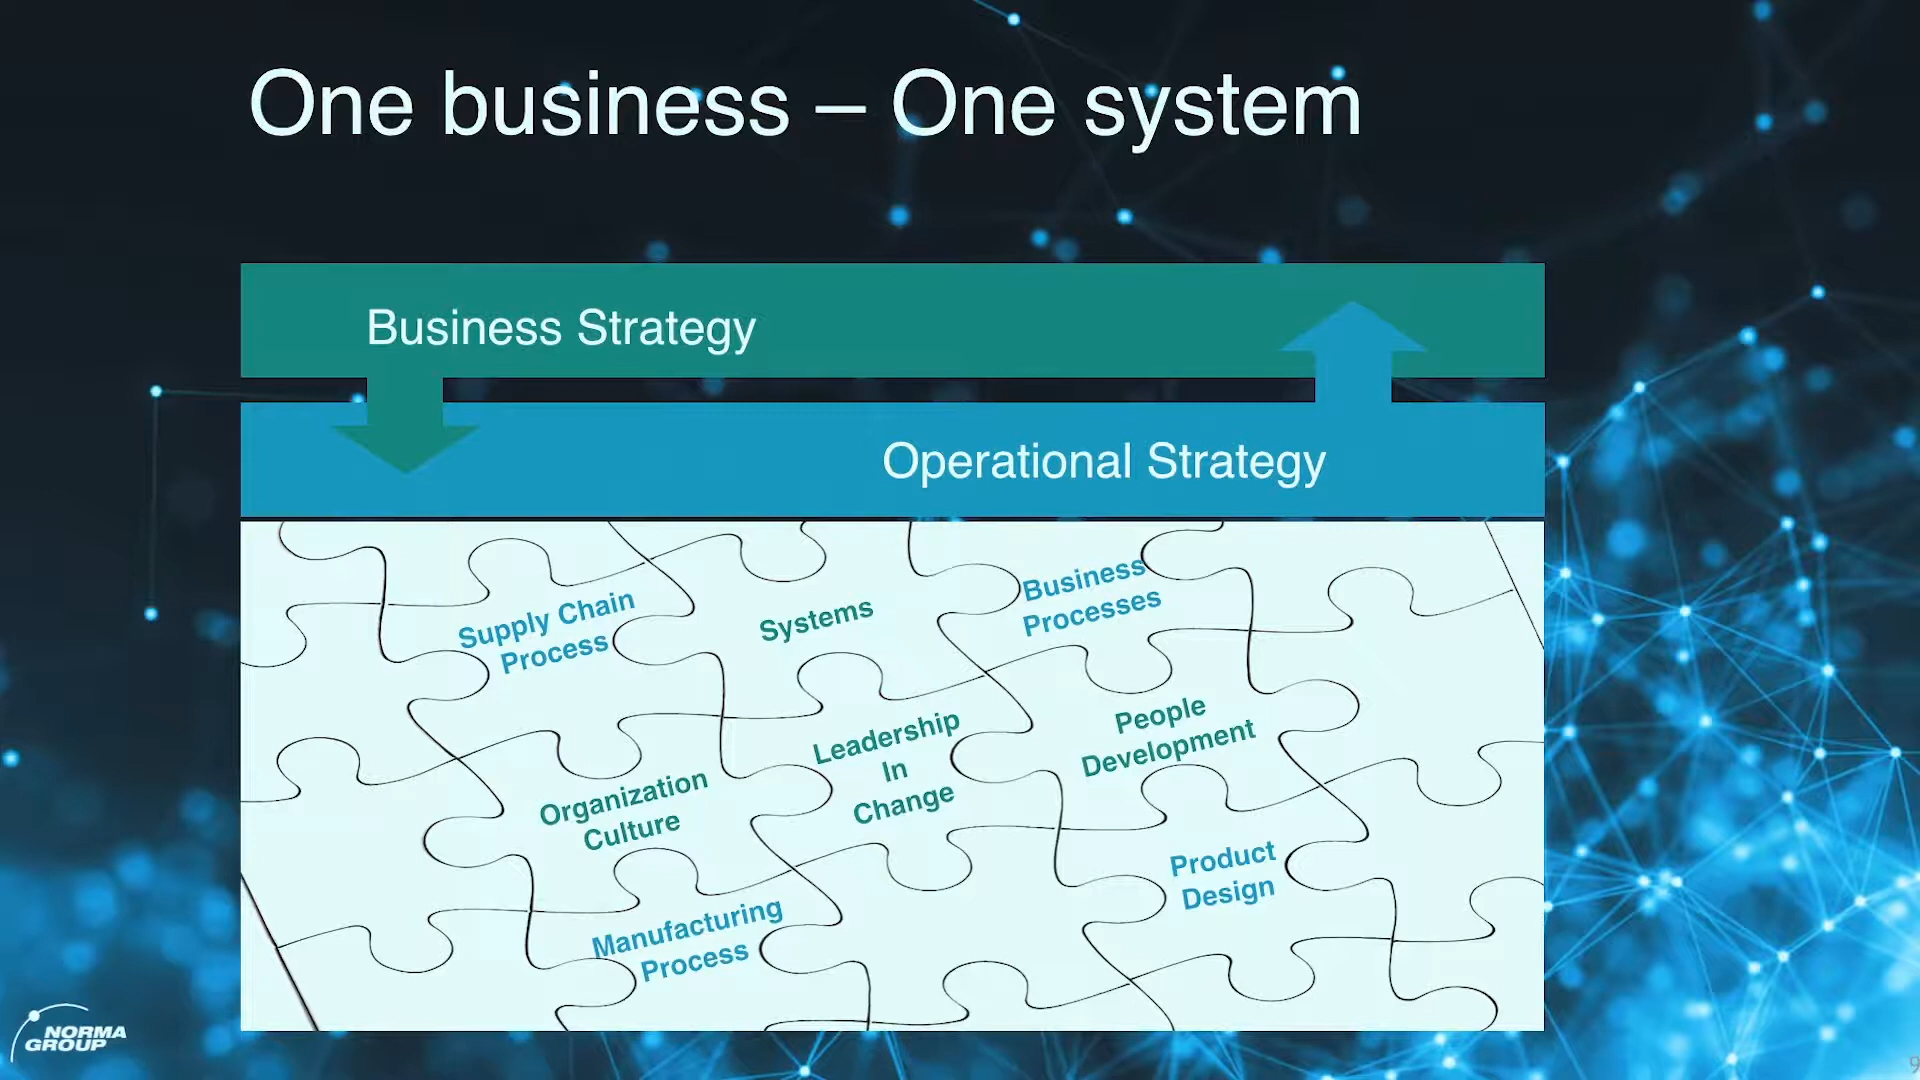 One business – One system
Business Strategy
Operational Strategy
Supply Chain
Process
Systems
Business
Processes
Organization
Culture
Leadership
In
Change
People
Development
Manufacturing
Process
Product
Design
NORMA
GROUP
9